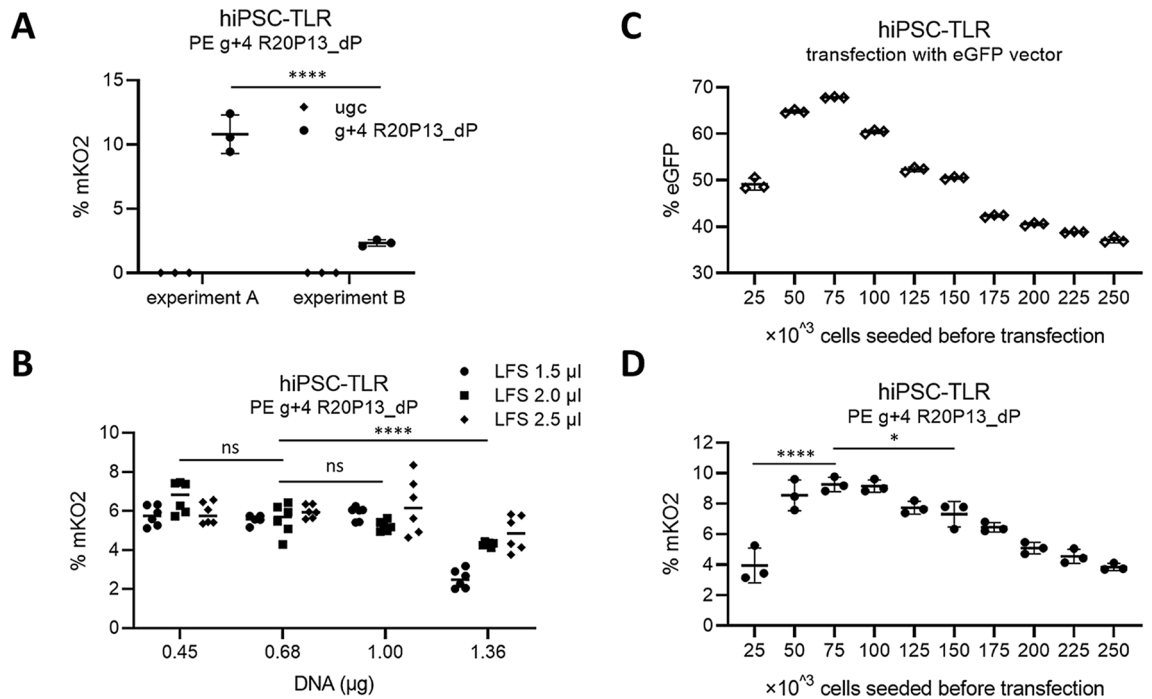 A
hiPSC-TLR
PE g+4 R20P13_dP
% mKO2
15
10
5
0
****
ugc
g+4 R20P13_dP
experiment A
experiment B
B
hiPSC-TLR
PE g+4 R20P13_dP
LFS 1.5 µl
LFS 2.0 µl
LFS 2.5 µl
% mKO2
10
8
6
4
2
0
ns
ns
****
0.45
0.68
1.00
1.36
DNA (µg)
C
hiPSC-TLR
transfection with eGFP vector
% eGFP
70
60
50
40
30
25
50
75
100
125
150
175
200
225
250
×10^3 cells seeded before transfection
D
hiPSC-TLR
PE g+4 R20P13_dP
% mKO2
12
10
8
6
4
2
0
****
*
25
50
75
100
125
150
175
200
225
250
×10^3 cells seeded before transfection